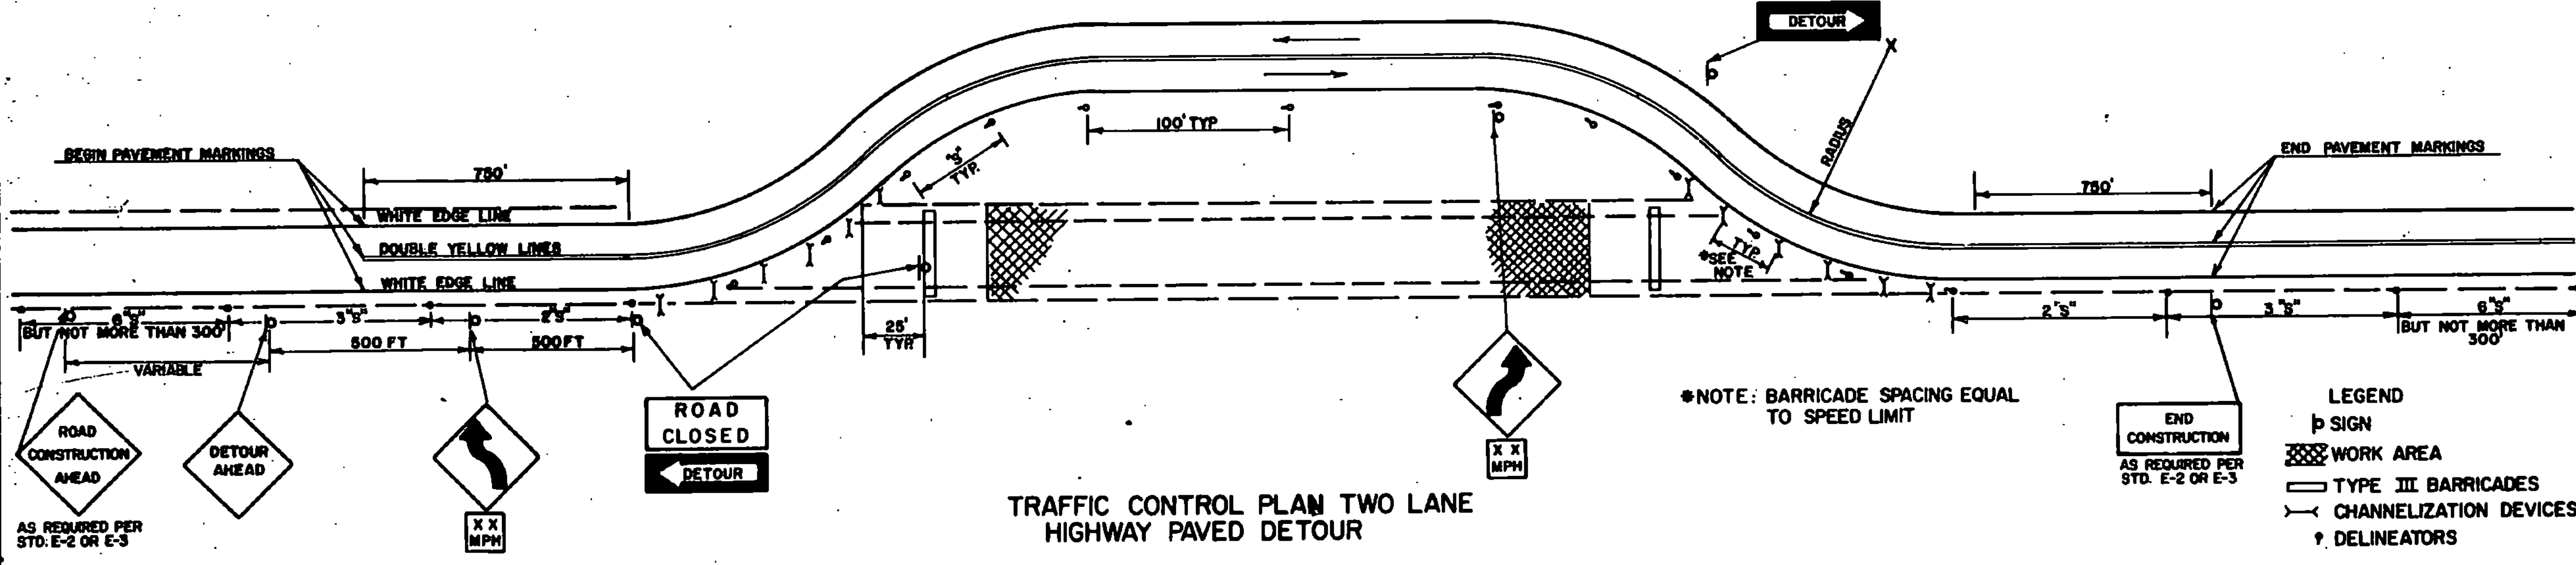 DETOUR
BEGIN PAVEMENT MARKINGS
750'
WHITE EDGE LINE
DOUBLE YELLOW LINES
WHITE EDGE LINE
100' TYP.
"S"
TYP.
RADIUS
END PAVEMENT MARKINGS
750'
TYP.
*SEE
NOTE
6"S"
BUT NOT MORE THAN 300'
3"S"
2"S"
500 FT
500 FT
VARIABLE
25'
TYP.
2"S"
3"S"
6"S"
BUT NOT MORE THAN
300'
ROAD
CONSTRUCTION
AHEAD
AS REQUIRED PER
STD. E-2 OR E-3
DETOUR
AHEAD
X X
MPH
ROAD
CLOSED
DETOUR
X X
MPH
*NOTE: BARRICADE SPACING EQUAL
TO SPEED LIMIT
END
CONSTRUCTION
AS REQUIRED PER
STD. E-2 OR E-3
LEGEND
SIGN
WORK AREA
TYPE III BARRICADES
CHANNELIZATION DEVICES
DELINEATORS
TRAFFIC CONTROL PLAN TWO LANE
HIGHWAY PAVED DETOUR